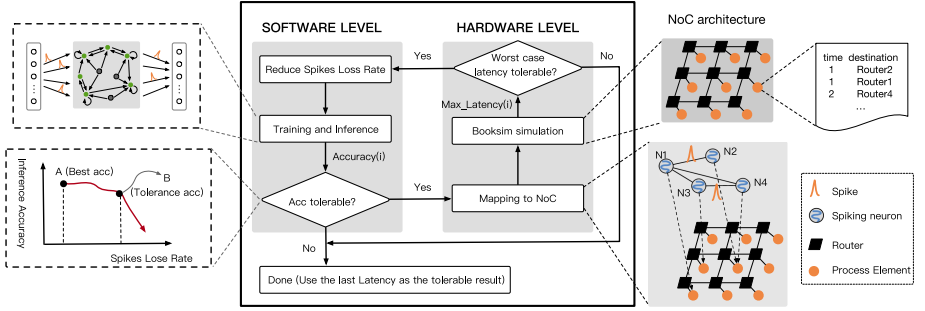 SOFTWARE LEVEL
HARDWARE LEVEL
NoC architecture
Reduce Spikes Loss Rate
Yes
Worst case
latency tolerable?
No
Max_Latency(i)
Training and Inference
Booksim simulation
Accuracy(i)
Acc tolerable?
Yes
Mapping to NoC
No
Done (Use the last Latency as the tolerable result)
Inference Accuracy
A (Best acc)
B
(Tolerance acc)
Spikes Lose Rate
time destination
1 Router2
1 Router1
2 Router4
...
N1
N2
N3
N4
Spike
Spiking neuron
Router
Process Element